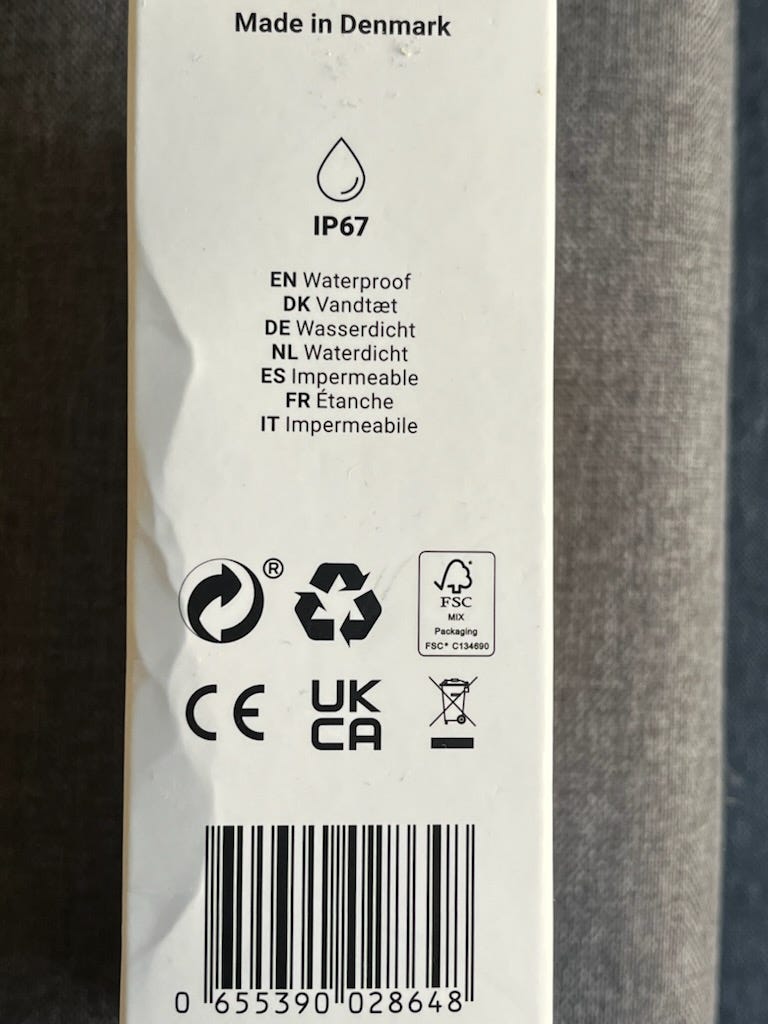 Made in Denmark
IP67
EN Waterproof
DK Vandtæt
DE Wasserdicht
NL Waterdicht
ES Impermeable
FR Étanche
IT Impermeabile
®
FSC
MIX
Packaging
FSC® C134690
CE
UK
CA
0 655390 028648